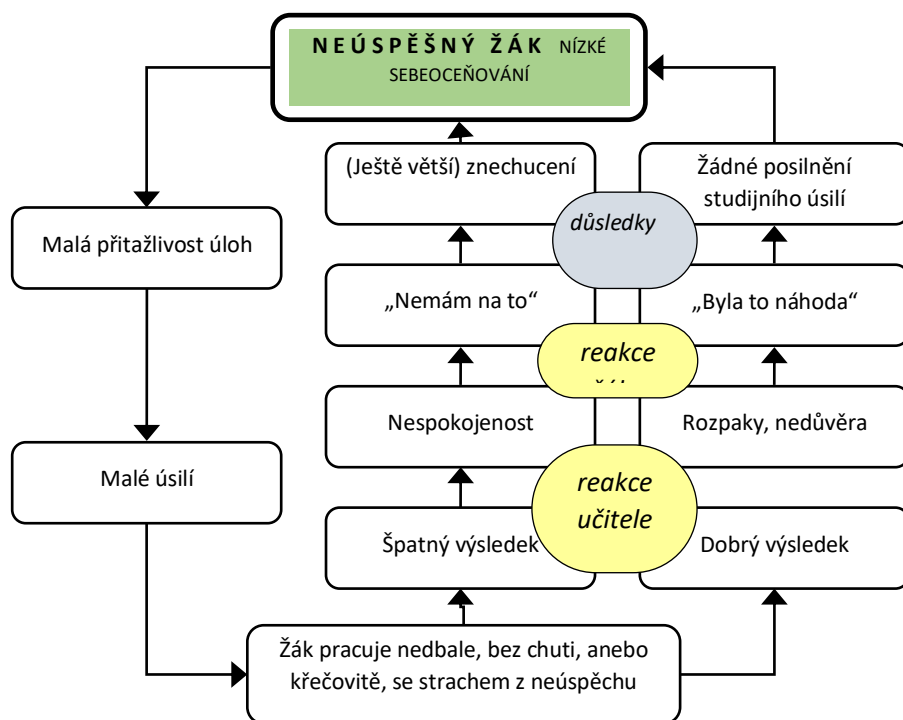 NEÚSPĚŠNÝ ŽÁK NÍZKÉ
SEBEOCEŇOVÁNÍ
(Ještě větší) znechucení
Žádné posilnění
studijního úsilí
důsledky
Malá přitažlivost úloh
„Nemám na to“
„Byla to náhoda“
reakce
Nespokojenost
Rozpaky, nedůvěra
Malé úsilí
reakce
učitele
Špatný výsledek
Dobrý výsledek
Žák pracuje nedbale, bez chuti, anebo
křečovitě, se strachem z neúspěchu